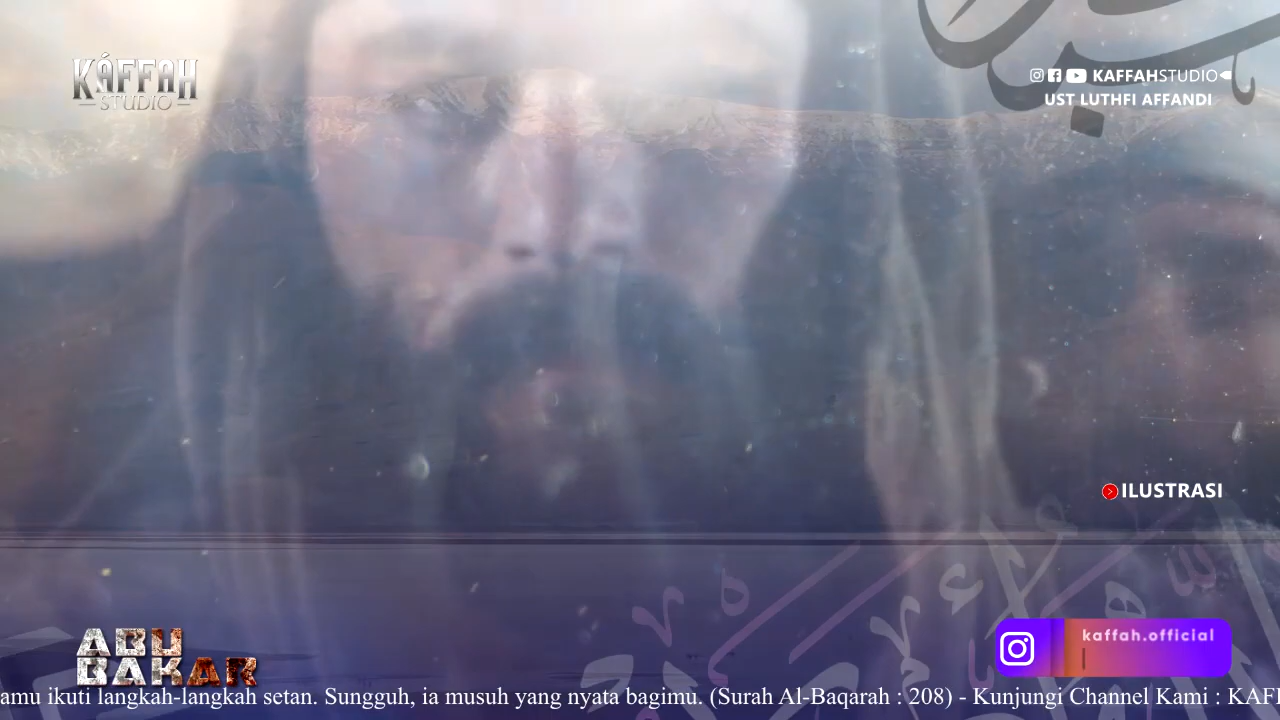 KÁFFAH
STUDIO
KAFFAHSTUDIO
UST LUTHFI AFFANDI
ILUSTRASI
ABU
BAKAR
kaffah.official
amu ikuti langkah-langkah setan. Sungguh, ia musuh yang nyata bagimu. (Surah Al-Baqarah : 208) - Kunjungi Channel Kami : KAF